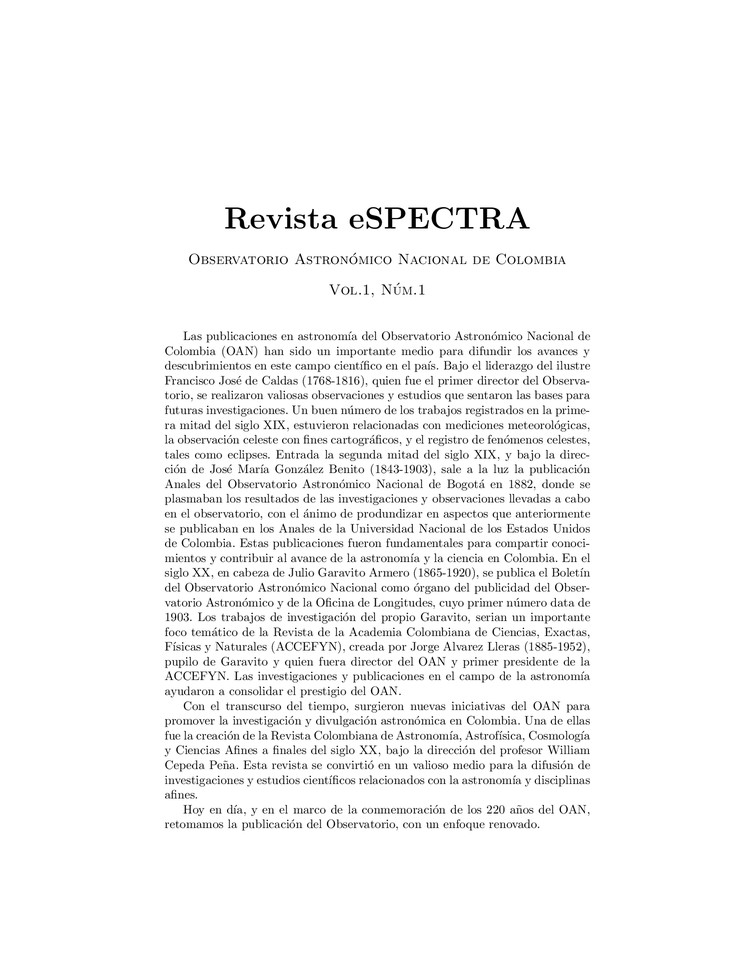 Revista eSPECTRA
Observatorio Astronómico Nacional de Colombia
Vol.1, Núm.1
Las publicaciones en astronomía del Observatorio Astronómico Nacional de
Colombia (OAN) han sido un importante medio para difundir los avances y
descubrimientos en este campo científico en el país. Bajo el liderazgo del ilustre
Francisco José de Caldas (1768-1816), quien fue el primer director del Observa-
torio, se realizaron valiosas observaciones y estudios que sentaron las bases para
futuras investigaciones. Un buen número de los trabajos registrados en la prime-
ra mitad del siglo XIX, estuvieron relacionadas con mediciones meteorológicas,
la observación celeste con fines cartográficos, y el registro de fenómenos celestes,
tales como eclipses. Entrada la segunda mitad del siglo XIX, y bajo la direc-
ción de José María González Benito (1843-1903), sale a la luz la publicación
Anales del Observatorio Astronómico Nacional de Bogotá en 1882, donde se
plasmaban los resultados de las investigaciones y observaciones llevadas a cabo
en el observatorio, con el ánimo de produndizar en aspectos que anteriormente
se publicaban en los Anales de la Universidad Nacional de los Estados Unidos
de Colombia. Estas publicaciones fueron fundamentales para compartir conoci-
mientos y contribuir al avance de la astronomía y la ciencia en Colombia. En el
siglo XX, en cabeza de Julio Garavito Armero (1865-1920), se publica el Boletín
del Observatorio Astronómico Nacional como órgano del publicidad del Obser-
vatorio Astronómico y de la Oficina de Longitudes, cuyo primer número data de
1903. Los trabajos de investigación del propio Garavito, serian un importante
foco temático de la Revista de la Academia Colombiana de Ciencias, Exactas,
Físicas y Naturales (ACCEFYN), creada por Jorge Alvarez Lleras (1885-1952),
pupilo de Garavito y quien fuera director del OAN y primer presidente de la
ACCEFYN. Las investigaciones y publicaciones en el campo de la astronomía
ayudaron a consolidar el prestigio del OAN.
Con el transcurso del tiempo, surgieron nuevas iniciativas del OAN para
promover la investigación y divulgación astronómica en Colombia. Una de ellas
fue la creación de la Revista Colombiana de Astronomía, Astrofísica, Cosmología
y Ciencias Afines a finales del siglo XX, bajo la dirección del profesor William
Cepeda Peña. Esta revista se convirtió en un valioso medio para la difusión de
investigaciones y estudios científicos relacionados con la astronomía y disciplinas
afines.
Hoy en día, y en el marco de la conmemoración de los 220 años del OAN,
retomamos la publicación del Observatorio, con un enfoque renovado.